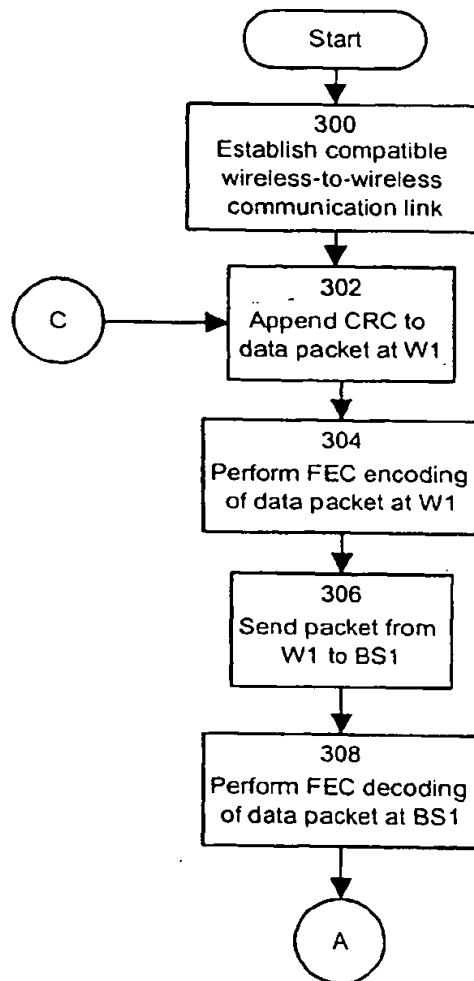 Start
300
Establish compatible
wireless-to-wireless
communication link
C
302
Append CRC to
data packet at W1
304
Perform FEC encoding
of data packet at W1
306
Send packet from
W1 to BS1
308
Perform FEC decoding
of data packet at BS1
A